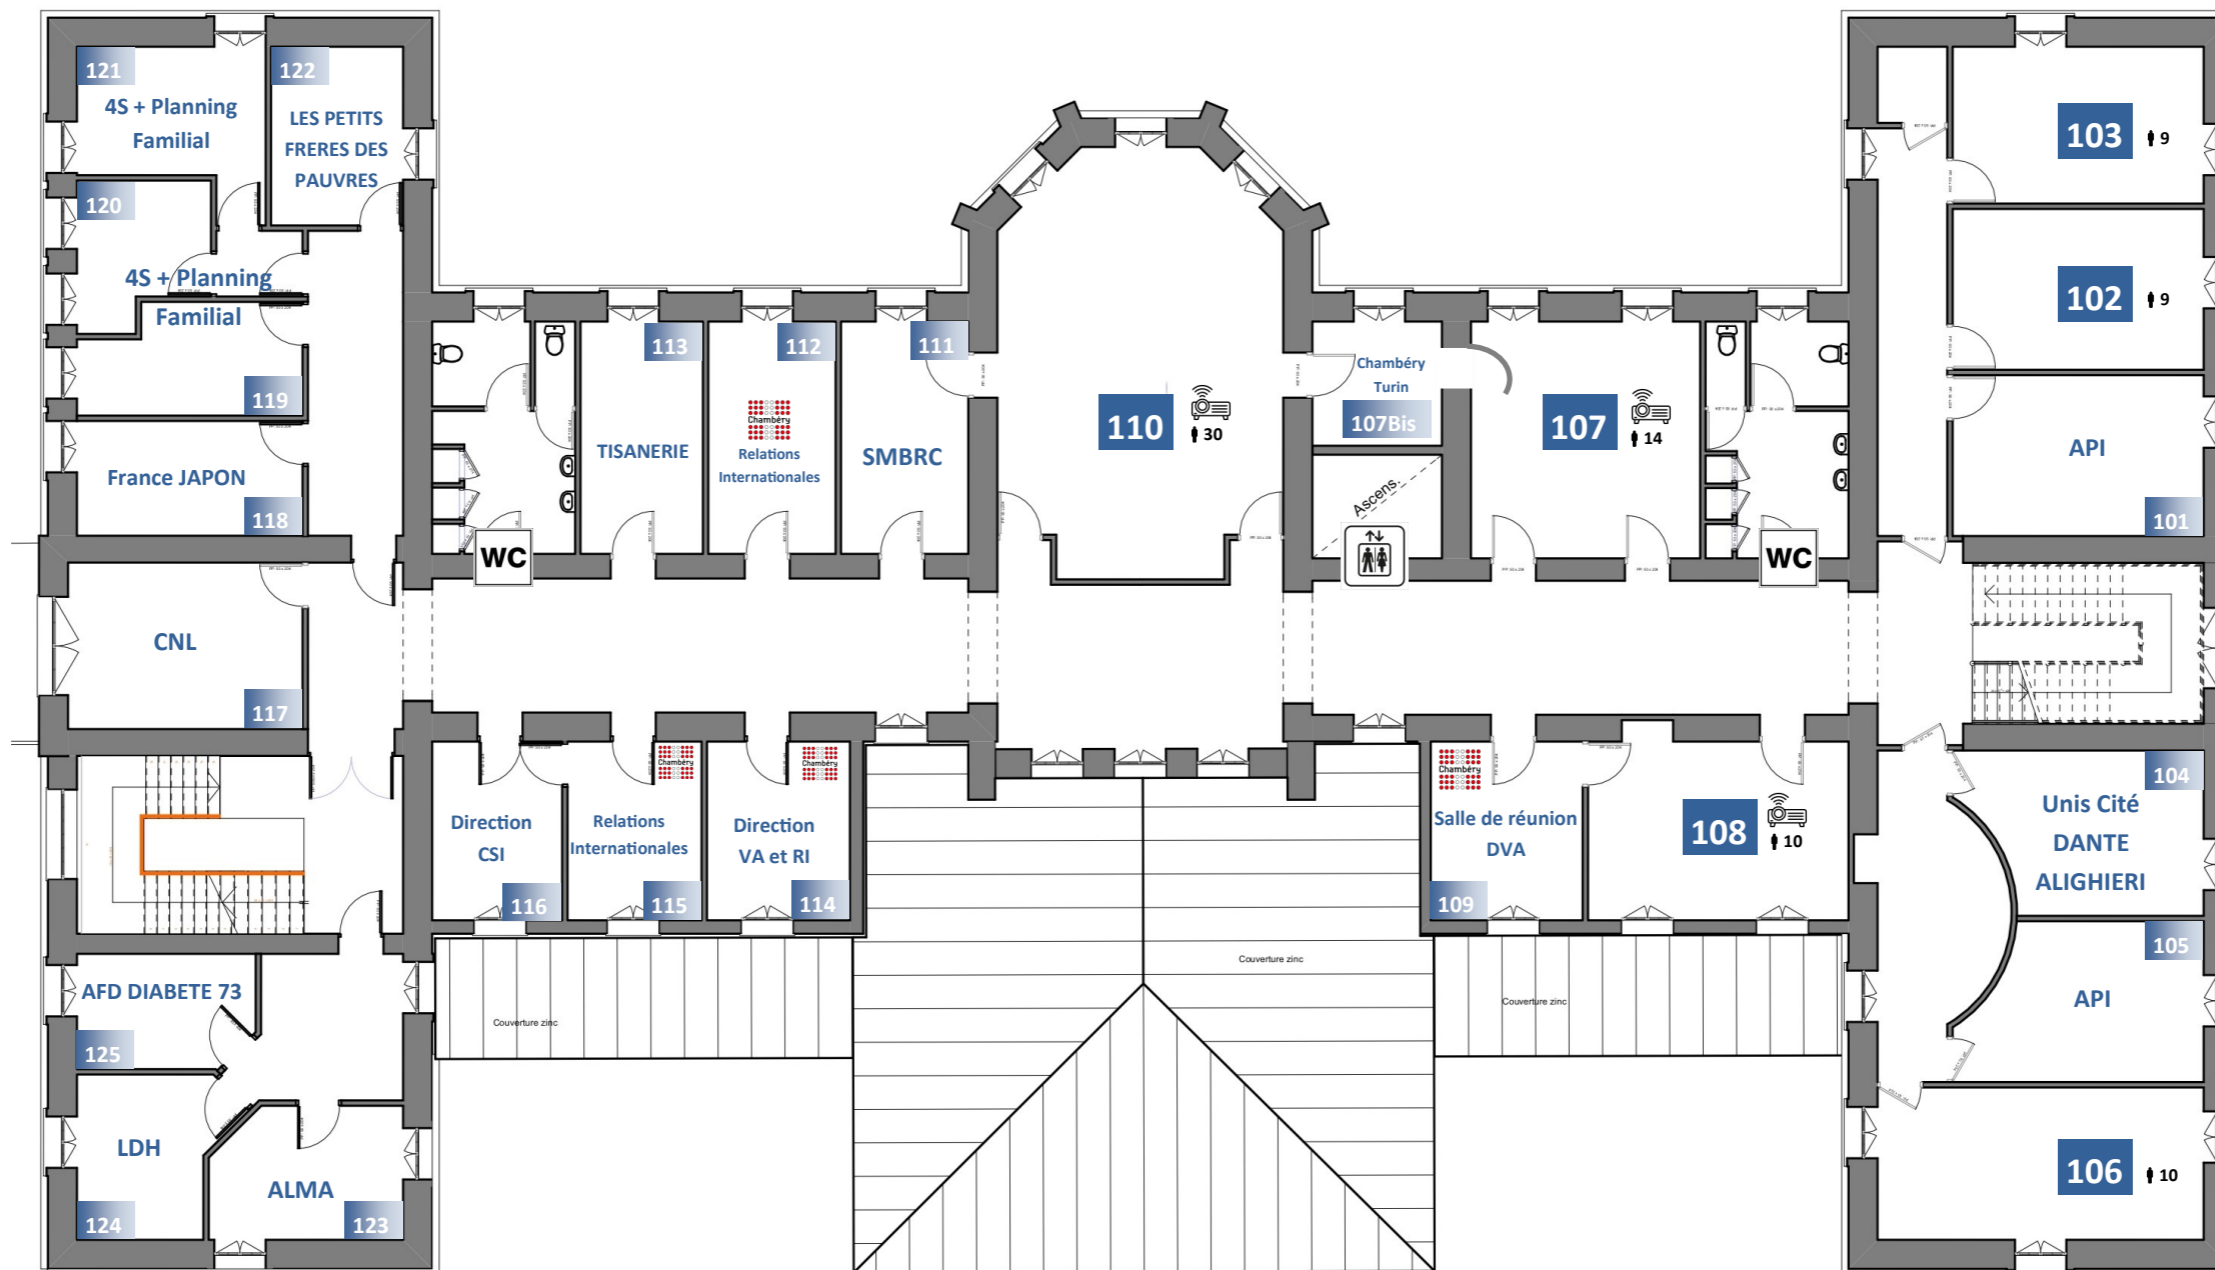 121
4S + Planning
Familial
122
LES PETITS
FRERES DES
PAUVRES
120
4S + Planning
Familial
119
France JAPON
118
CNL
117
WC
113
TISANERIE
112
Chambéry
Relations
Internationales
111
SMBRC
110
30
Chambéry
Turin
107Bis
Ascens.
107
14
WC
103
9
102
9
API
101
Direction
CSI
116
Chambéry
Relations
Internationales
115
Chambéry
Direction
VA et RI
114
Chambéry
Salle de réunion
DVA
109
108
10
104
Unis Cité
DANTE
ALIGHIERI
105
API
106
10
AFD DIABETE 73
125
LDH
124
ALMA
123
Couverture zinc
Couverture zinc
Couverture zinc